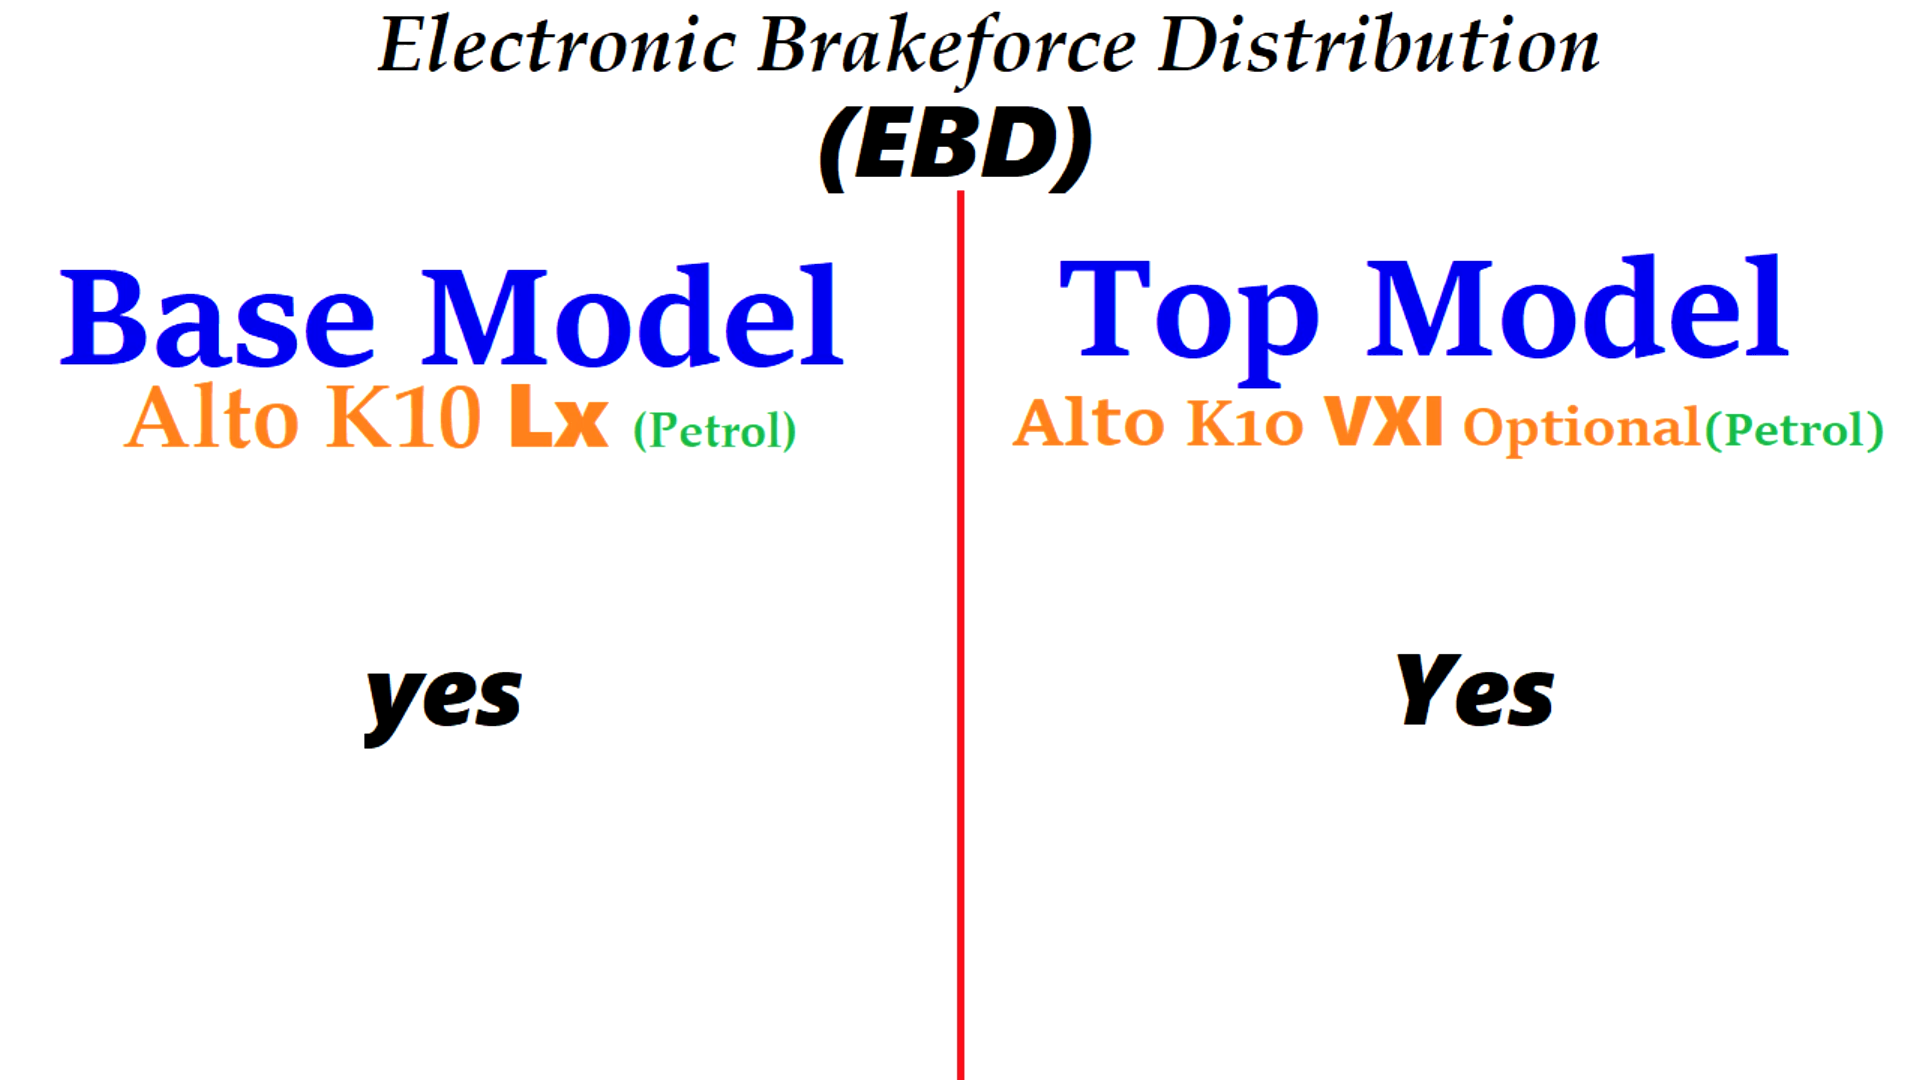 Electronic Brakeforce Distribution
(EBD)
Base Model
Alto K10 Lx (Petrol)
yes
Top Model
Alto K10 VXI Optional(Petrol)
Yes